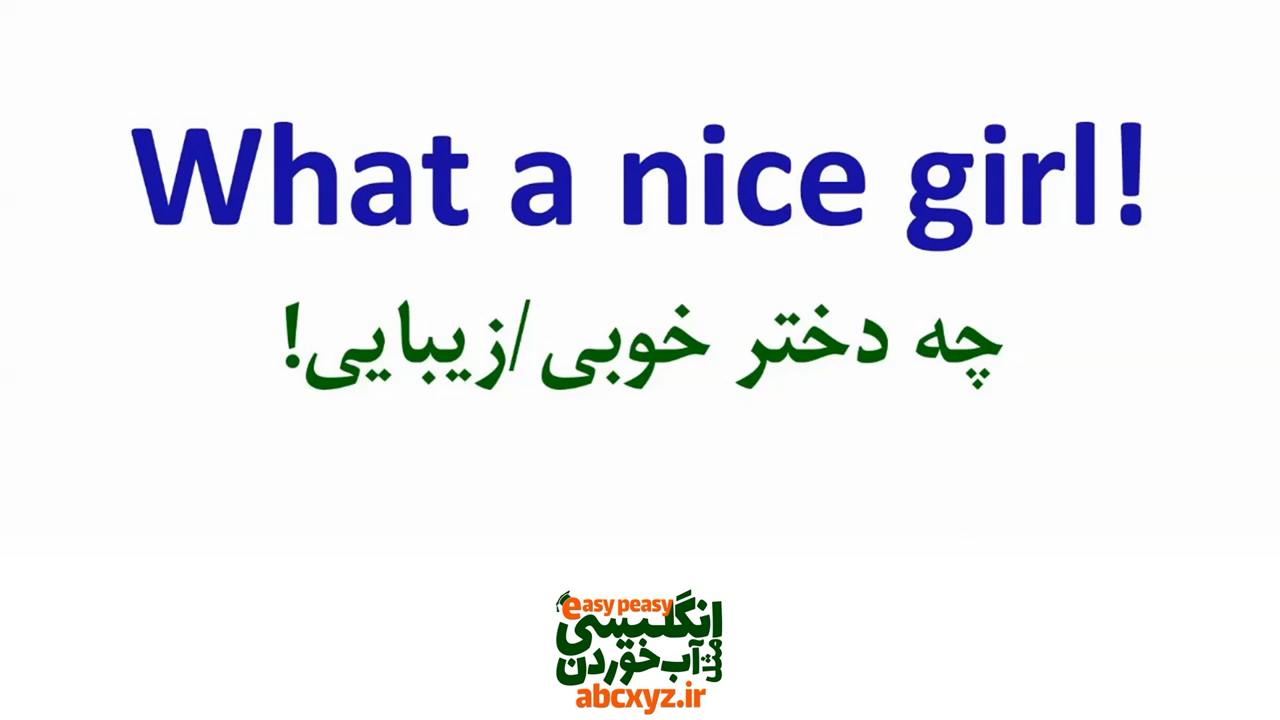 What a nice girl!
چه دختر خوبی/زیبایی!
easy peasy
انگلیسی
مثل آب خوردن
abcxyz.ir